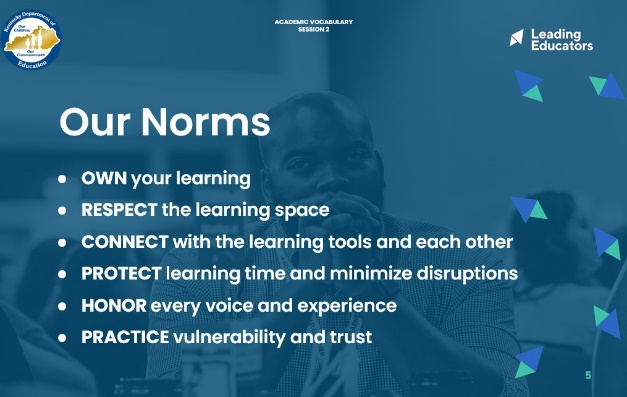 Kentucky Department of
Our
Children,
Our
Commonwealth
Education
ACADEMIC VOCABULARY
SESSION 2
Leading
Educators
Our Norms
• OWN your learning
• RESPECT the learning space
• CONNECT with the learning tools and each other
• PROTECT learning time and minimize disruptions
• HONOR every voice and experience
• PRACTICE vulnerability and trust
5